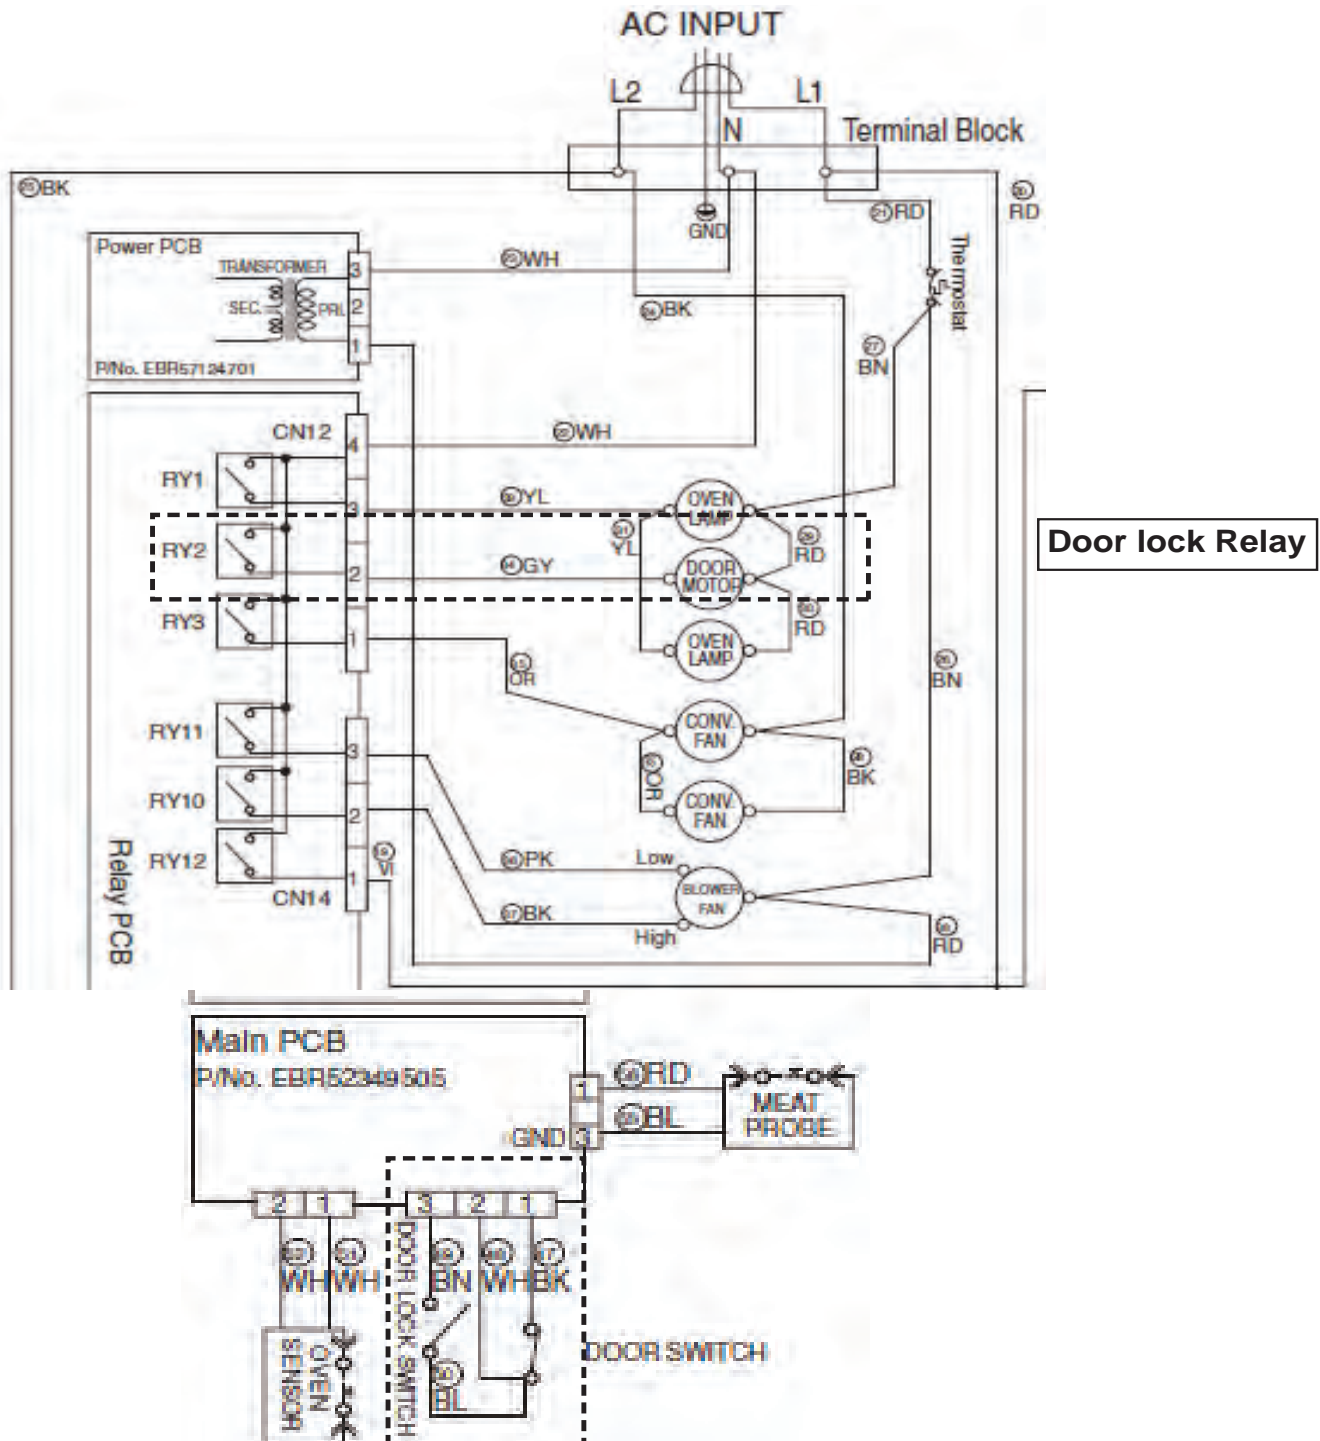 AC INPUT
L2
L1
N
Terminal Block
BK
RD
RD
GND
Power PCB
TRANSFORMER
3
WH
SEC.
PRI.
2
BK
Thermostat
1
BN
P/No. EBR57124701
CN12
4
WH
RY1
3
YL
OVEN
LAMP
YL
RD
Door lock Relay
RY2
2
GY
DOOR
MOTOR
RY3
1
RD
OVEN
LAMP
OR
BN
RY11
3
CONV.
FAN
OR
BK
RY10
2
CONV.
FAN
RY12
1
VI
PK
Low
BLOWER
FAN
CN14
BK
High
RD
Relay PCB
Main PCB
P/No. EBR52349505
1
RD
MEAT
PROBE
BL
GND
3
2 1
3 2 1
WH
WH
DOOR LOCK SWITCH
BN
WH
BK
DOOR SWITCH
OVEN
SENSOR
BL